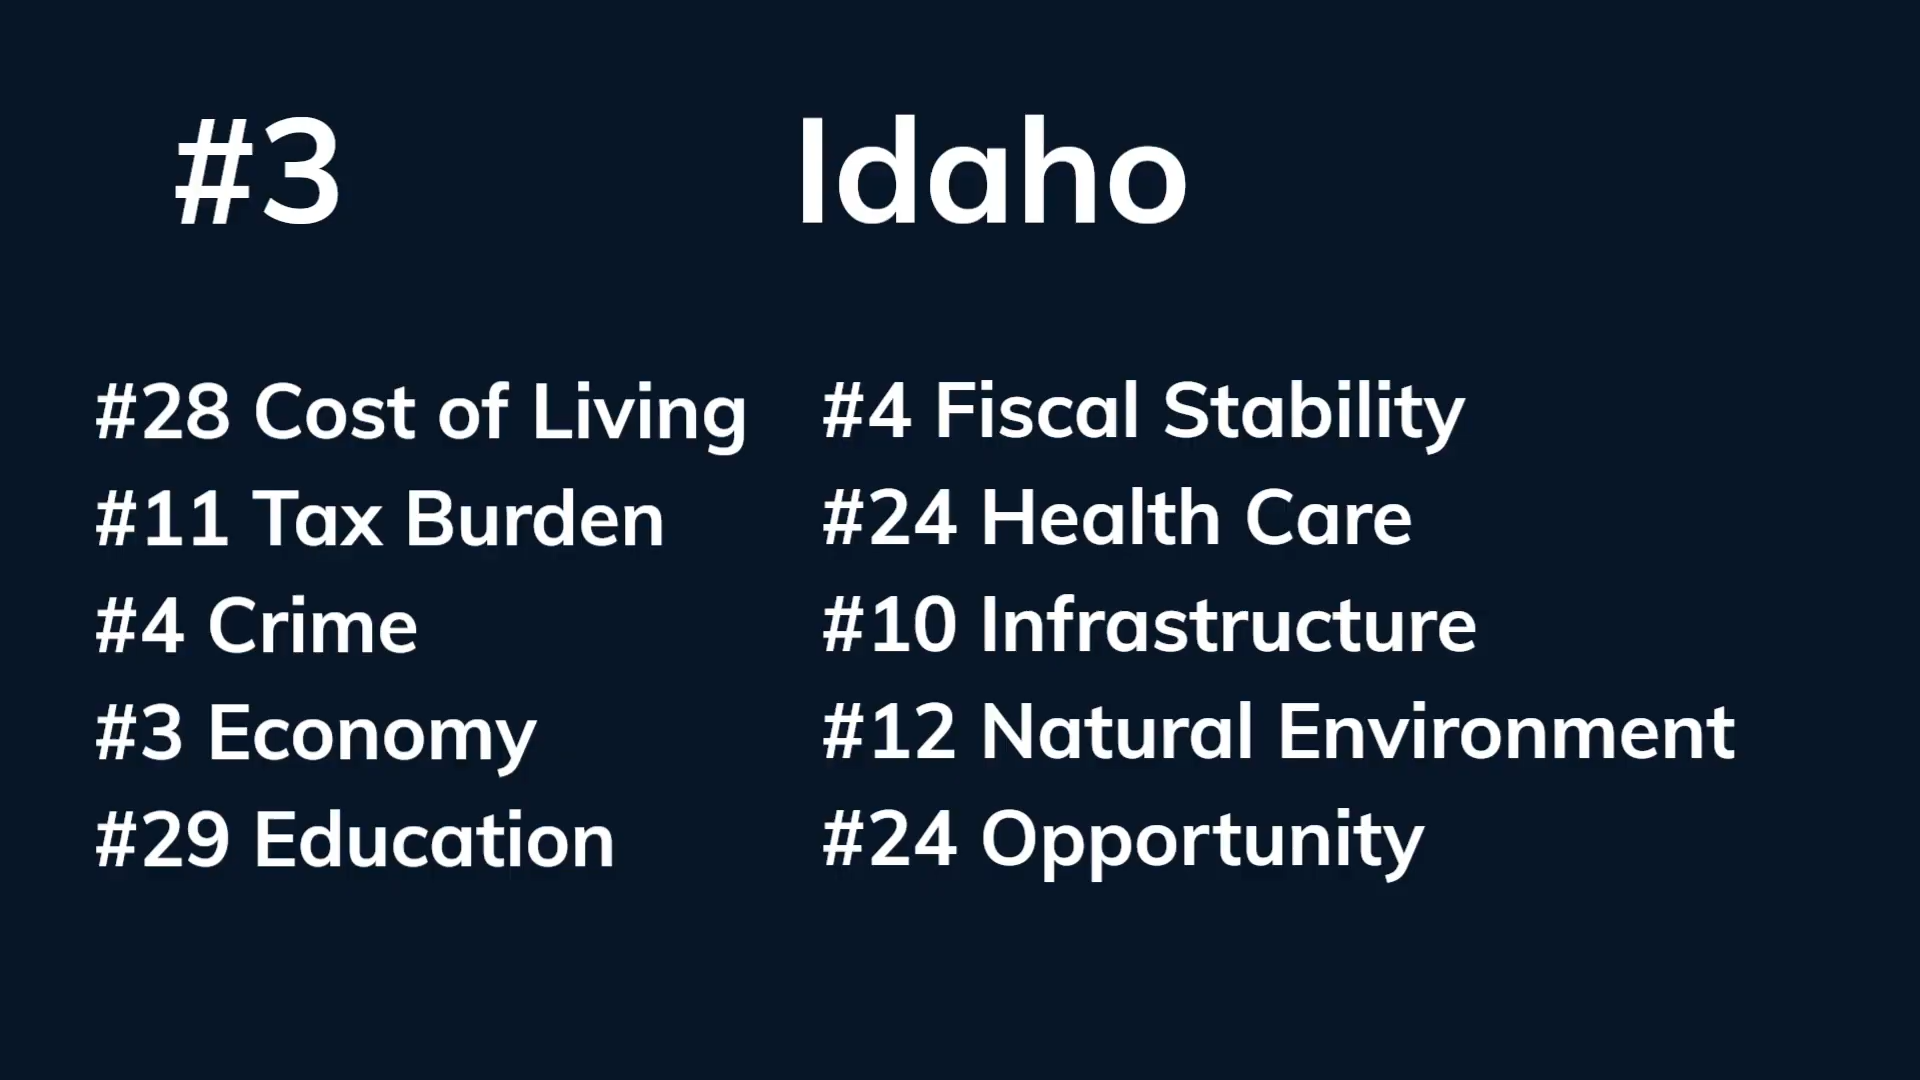 #3 Idaho
#28 Cost of Living
#11 Tax Burden
#4 Crime
#3 Economy
#29 Education
#4 Fiscal Stability
#24 Health Care
#10 Infrastructure
#12 Natural Environment
#24 Opportunity